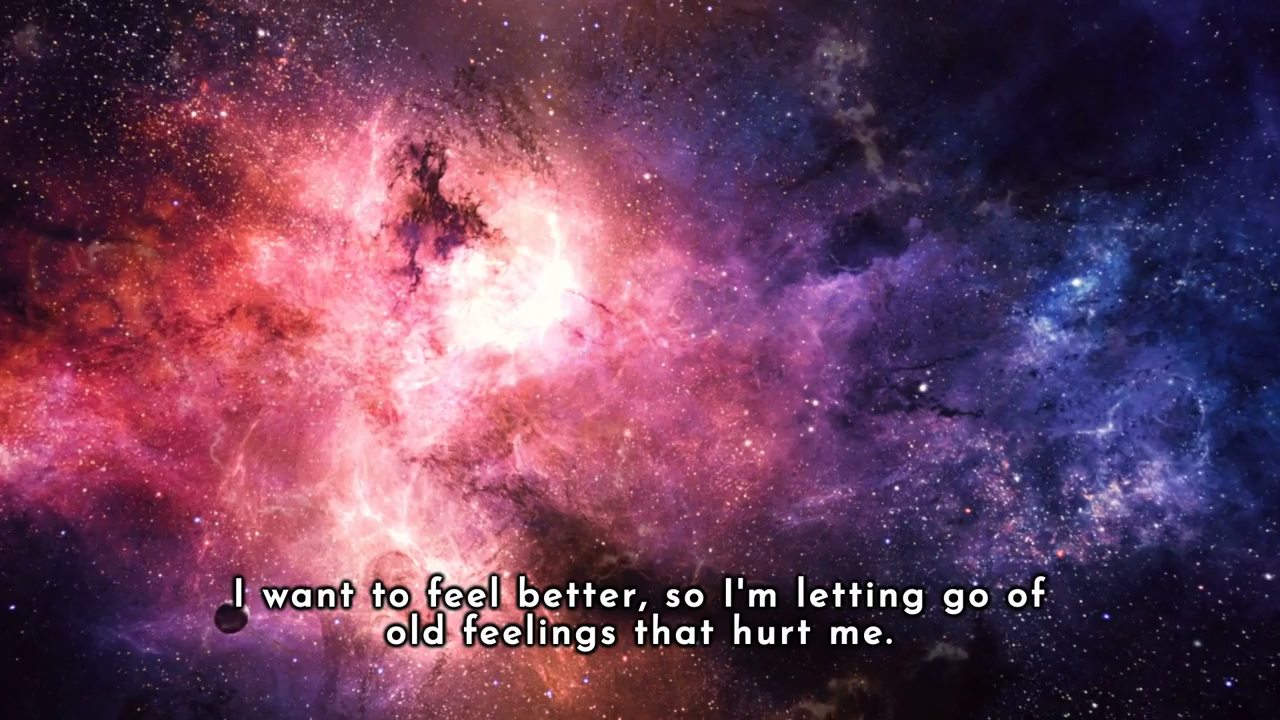 I want to feel better, so I'm letting go of
old feelings that hurt me.